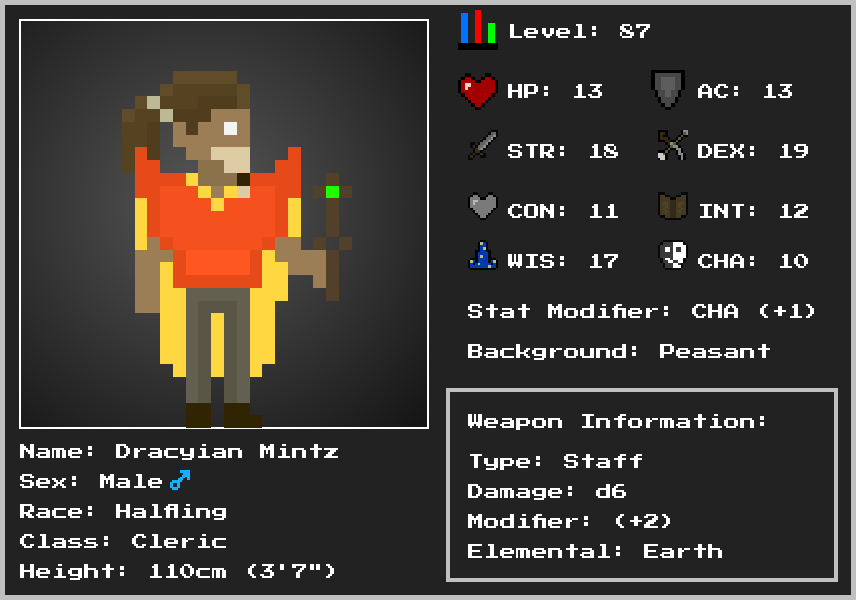 Level: 87
HP: 13
AC: 13
STR: 18
DEX: 19
CON: 11
INT: 12
WIS: 17
CHA: 10
Stat Modifier: CHA (+1)
Background: Peasant
Name: Dracyian Mintz
Sex: Male ♂
Race: Halfling
Class: Cleric
Height: 110cm (3'7")
Weapon Information:
Type: Staff
Damage: d6
Modifier: (+2)
Elemental: Earth